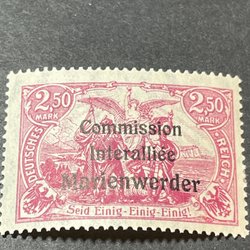 2,50 MARK
2,50 MARK
DEUTSCHES
REICH
Commission
Interalliée
Marienwerder
Seid Einig-Einig-Einig!